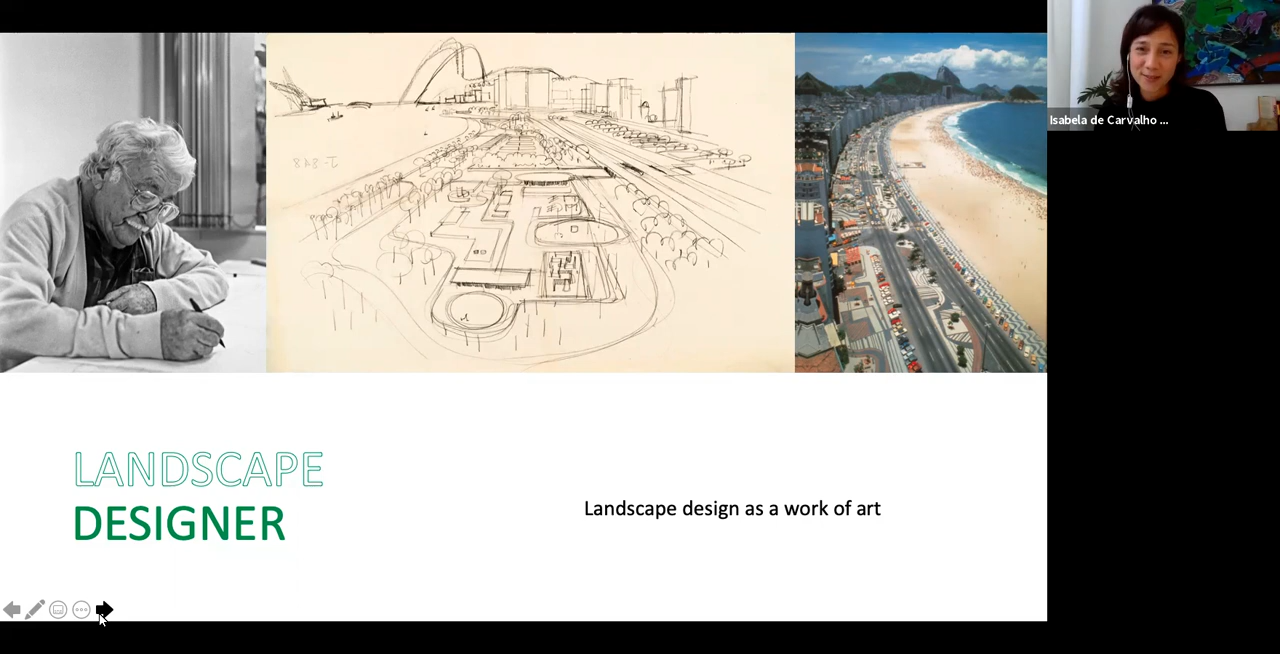 Isabela de Carvalho ...
LANDSCAPE
DESIGNER
Landscape design as a work of art